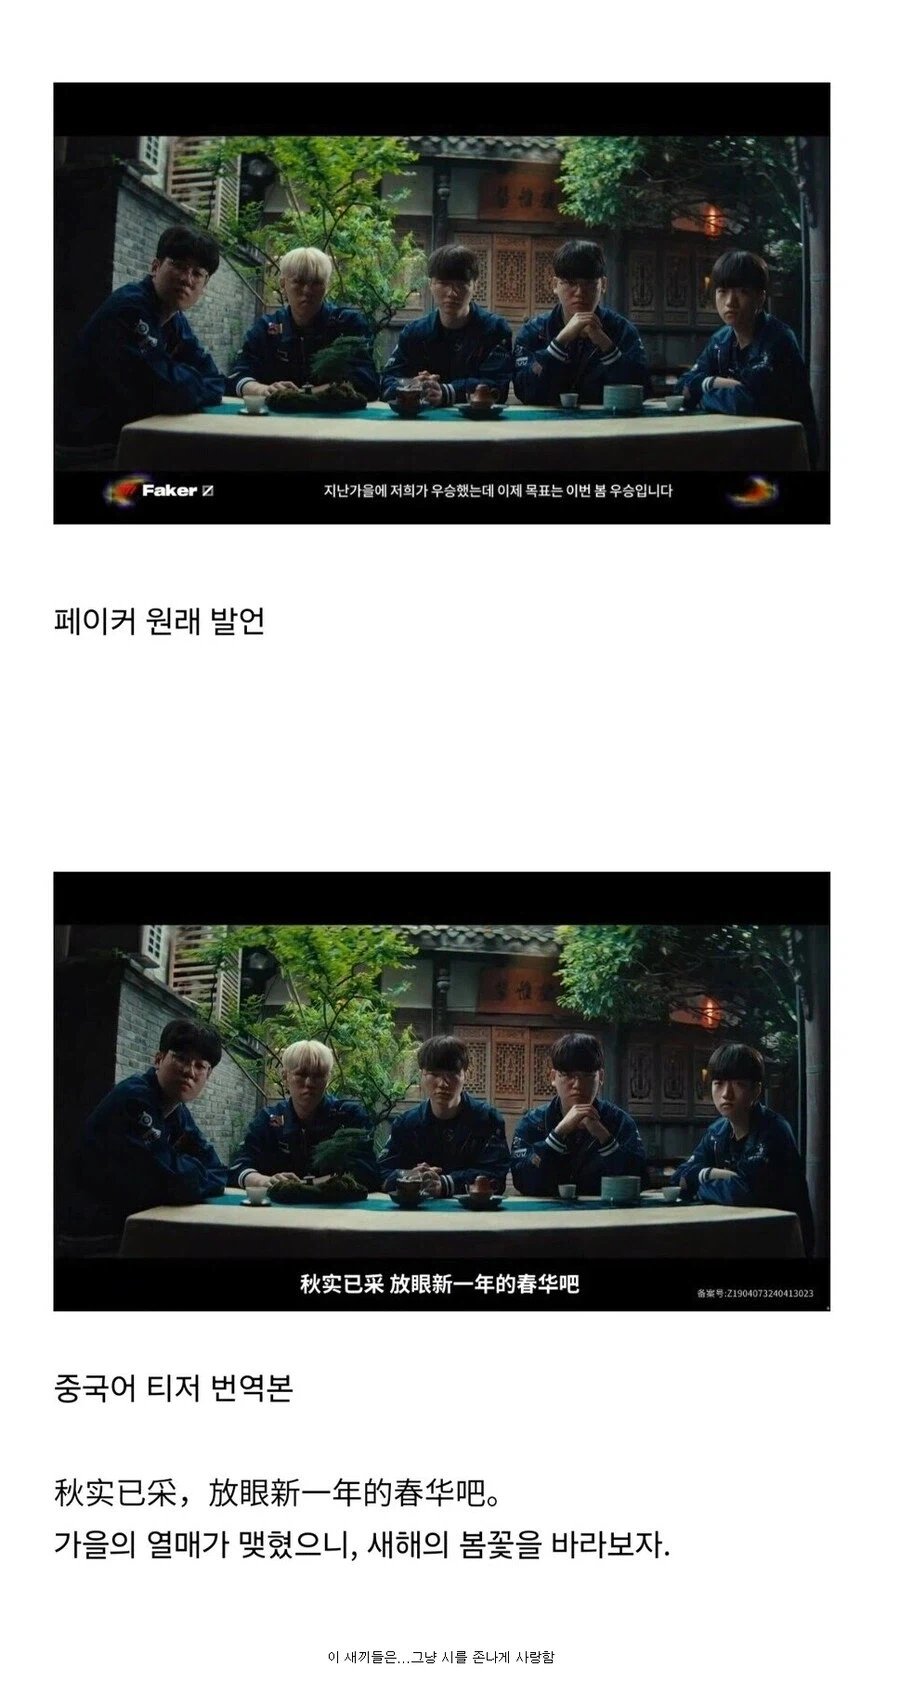 Faker
지난가을에 저희가 우승했는데 이제 목표는 이번 봄 우승입니다
페이커 원래 발언
秋实已采 放眼新一年的春华吧
备案号:Z1904073240413023
중국어 티저 번역본
秋实已采，放眼新一年的春华吧。
가을의 열매가 맺혔으니, 새해의 봄꽃을 바라보자.
이 새끼들은...그냥 시를 존나게 사랑함